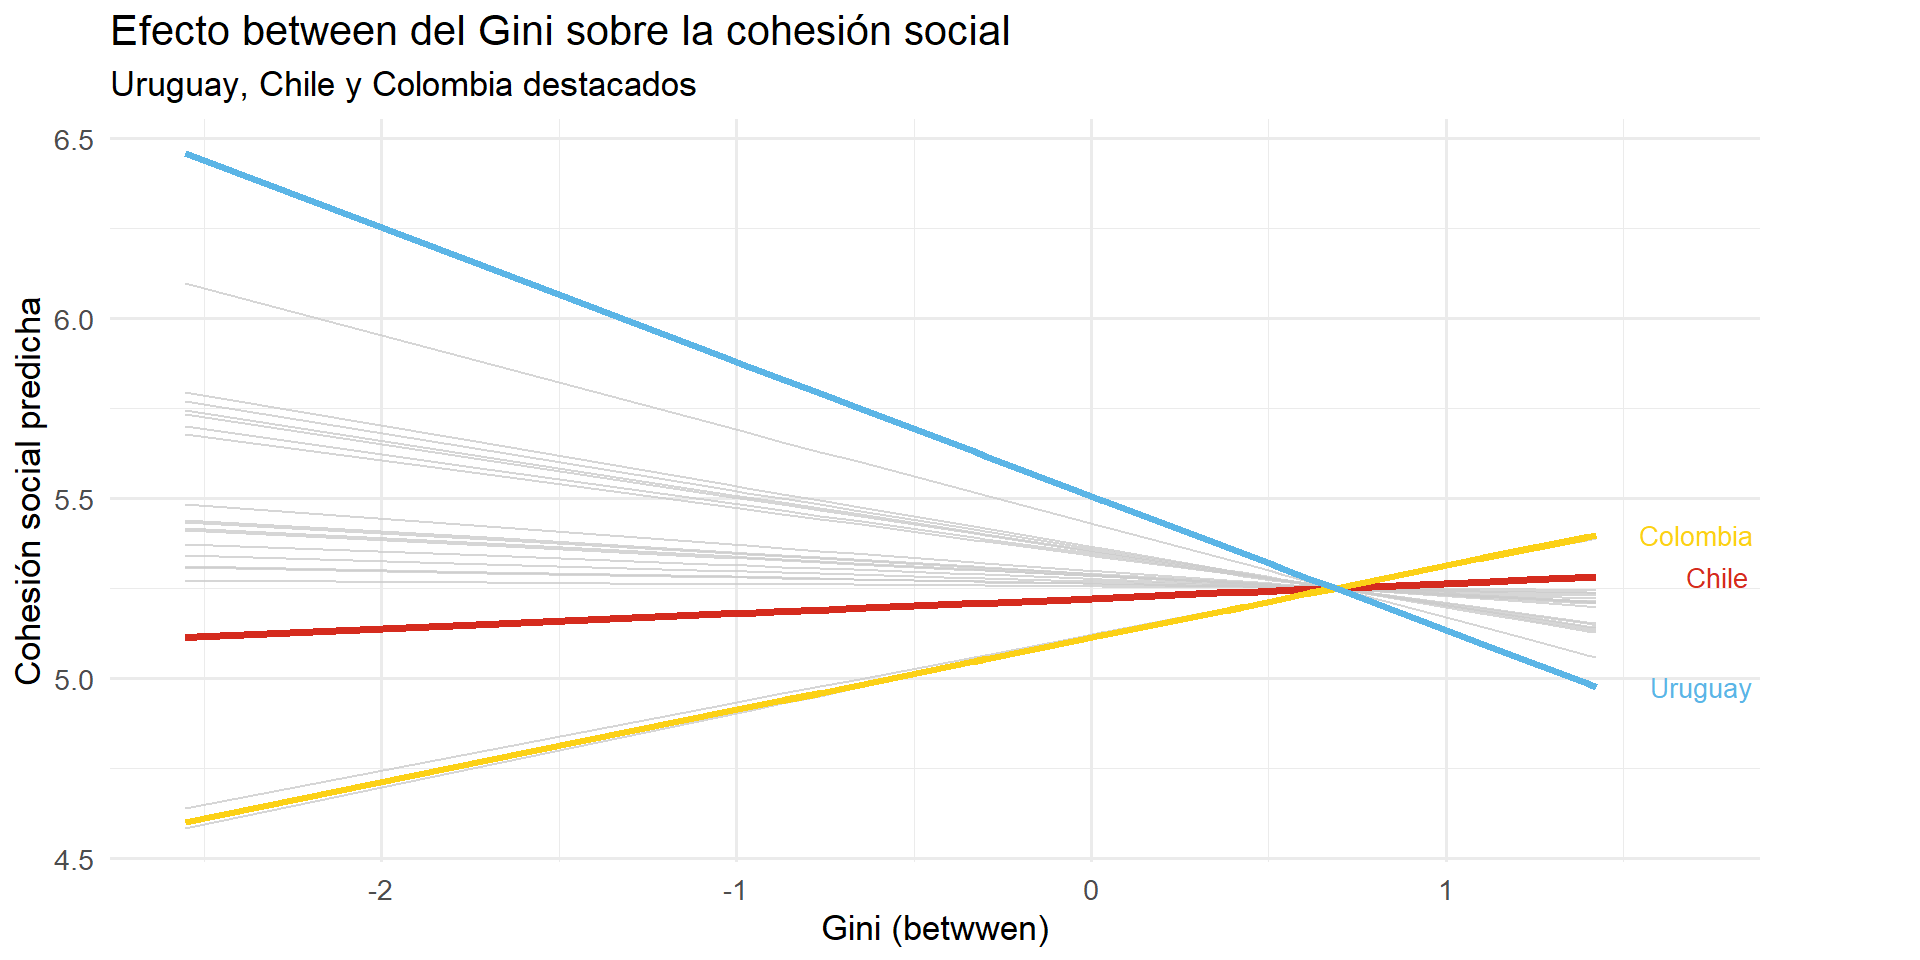 Efecto between del Gini sobre la cohesión social
Uruguay, Chile y Colombia destacados
Cohesión social predicha
6.5
6.0
5.5
5.0
4.5
Colombia
Chile
Uruguay
-2
-1
0
1
Gini (betwwen)